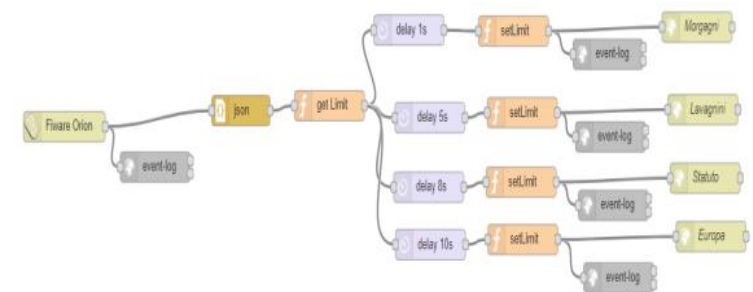 delay 1s
setLimit
Morgagni
event-log
Fiware Orion
json
get Limit
event-log
delay 5s
setLimit
Lavagnini
event-log
delay 8s
setLimit
Statuto
event-log
delay 10s
setLimit
Europa
event-log